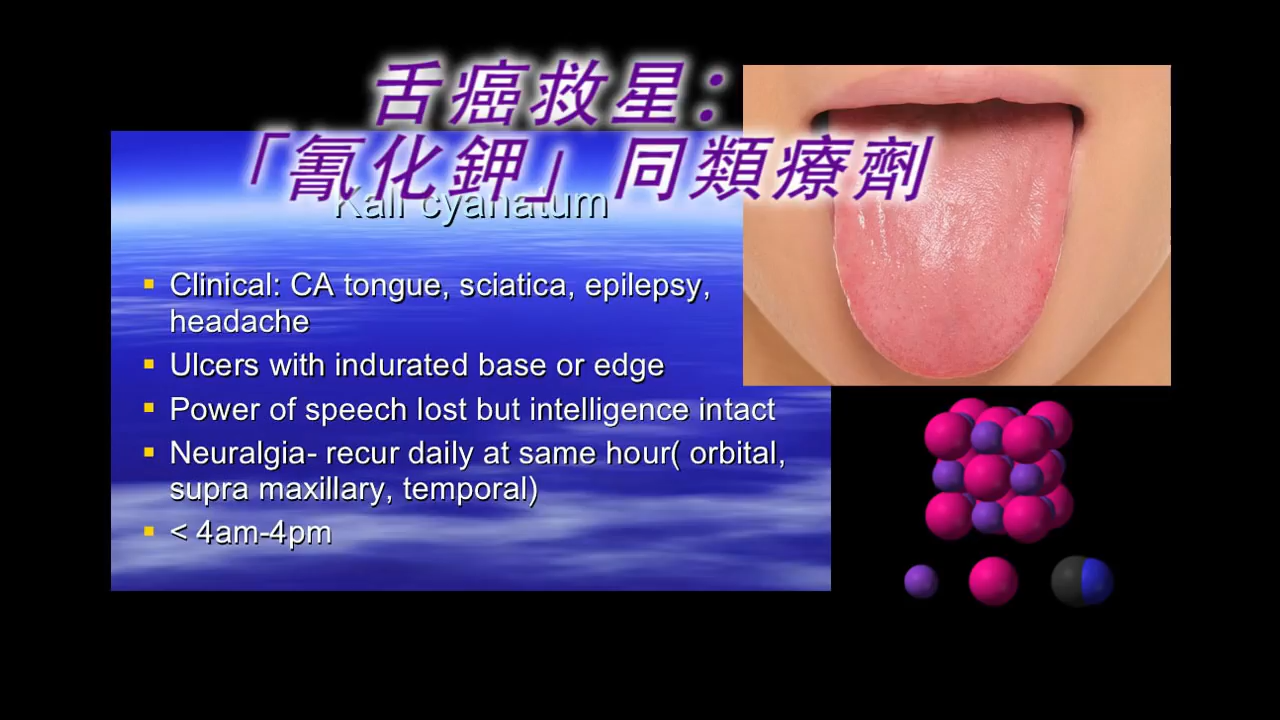 舌癌救星：
「氰化鉀」同類療劑
Kali cyanatum
Clinical: CA tongue, sciatica, epilepsy,
headache
Ulcers with indurated base or edge
Power of speech lost but intelligence intact
Neuralgia- recur daily at same hour( orbital,
supra maxillary, temporal)
< 4am-4pm